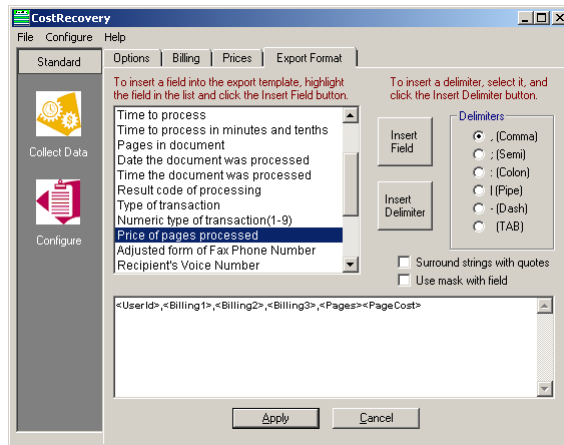 CostRecovery
File Configure Help
Standard
Options Billing Prices Export Format
To insert a field into the export template, highlight
the field in the list and click the Insert Field button.
To insert a delimiter, select it, and
click the Insert Delimiter button.
Time to process
Time to process in minutes and tenths
Pages in document
Date the document was processed
Time the document was processed
Result code of processing
Type of transaction
Numeric type of transaction(1-9)
Price of pages processed
Adjusted form of Fax Phone Number
Recipient's Voice Number
Insert
Field
Insert
Delimiter
Delimiters
, (Comma)
; (Semi)
: (Colon)
| (Pipe)
- (Dash)
(TAB)
Collect Data
Configure
Surround strings with quotes
Use mask with field
<UserId>,<Billing1>,<Billing2>,<Billing3>,<Pages><PageCost>
Apply
Cancel